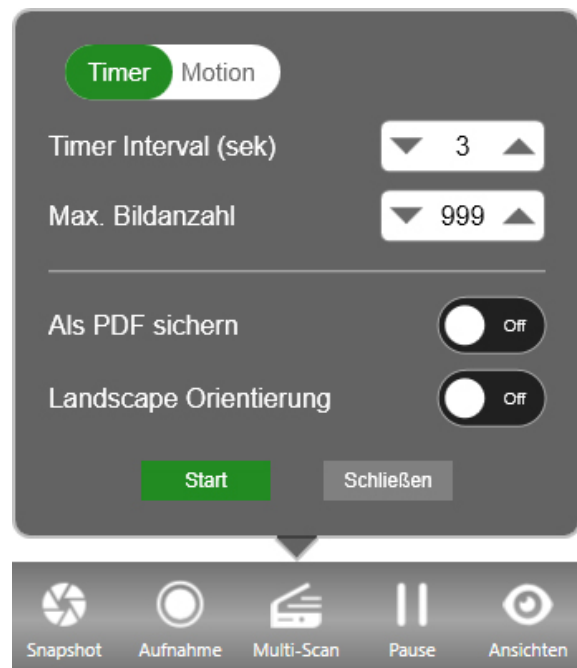 Timer Motion
Timer Interval (sek) 3
Max. Bildanzahl 999
Als PDF sichern Off
Landscape Orientierung Off
Start Schließen
Snapshot Aufnahme Multi-Scan Pause Ansichten